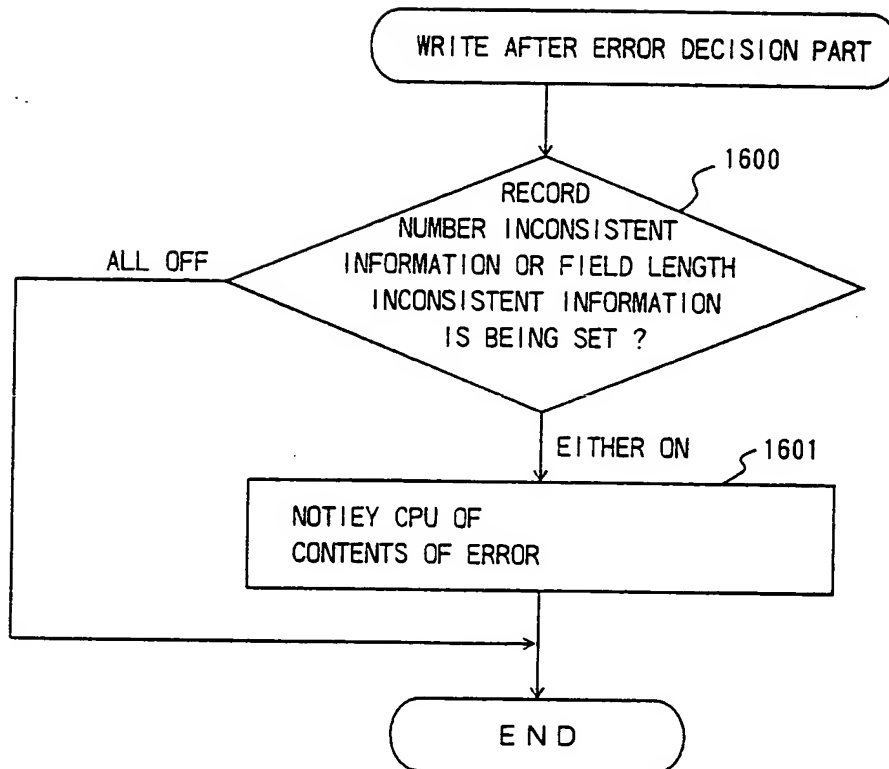 WRITE AFTER ERROR DECISION PART
1600
RECORD
NUMBER INCONSISTENT
INFORMATION OR FIELD LENGTH
INCONSISTENT INFORMATION
IS BEING SET ?
ALL OFF
EITHER ON
1601
NOTIEY CPU OF
CONTENTS OF ERROR
END